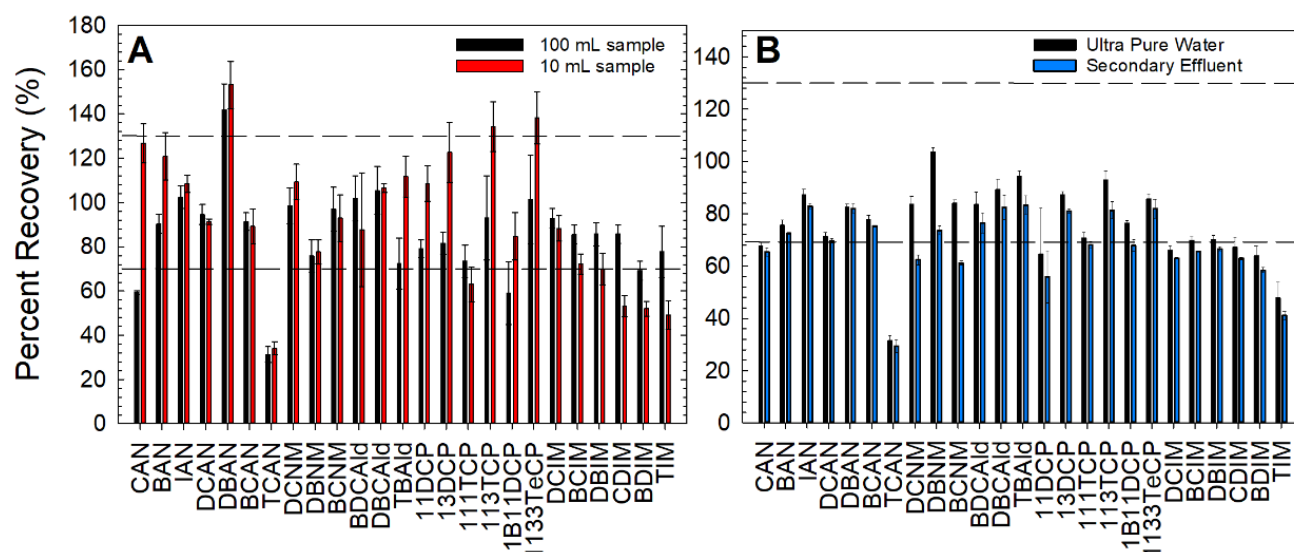 Percent Recovery (%)
A
100 mL sample
10 mL sample
180
160
140
120
100
80
60
40
20
0
CAN
BAN
IAN
DCAN
DBAN
BCAN
TCAN
DCNM
DBNM
BCNM
BDCAld
DBCAld
TBAld
11DCP
13DCP
111TCP
113TCP
1B11DCP
1133TeCP
DCIM
BCIM
DBIM
CDIM
BDIM
TIM
B
Ultra Pure Water
Secondary Effluent
140
120
100
80
60
40
20
0
CAN
BAN
IAN
DCAN
DBAN
BCAN
TCAN
DCNM
DBNM
BCNM
BDCAld
DBCAld
TBAld
11DCP
13DCP
111TCP
113TCP
1B11DCP
1133TeCP
DCIM
BCIM
DBIM
CDIM
BDIM
TIM